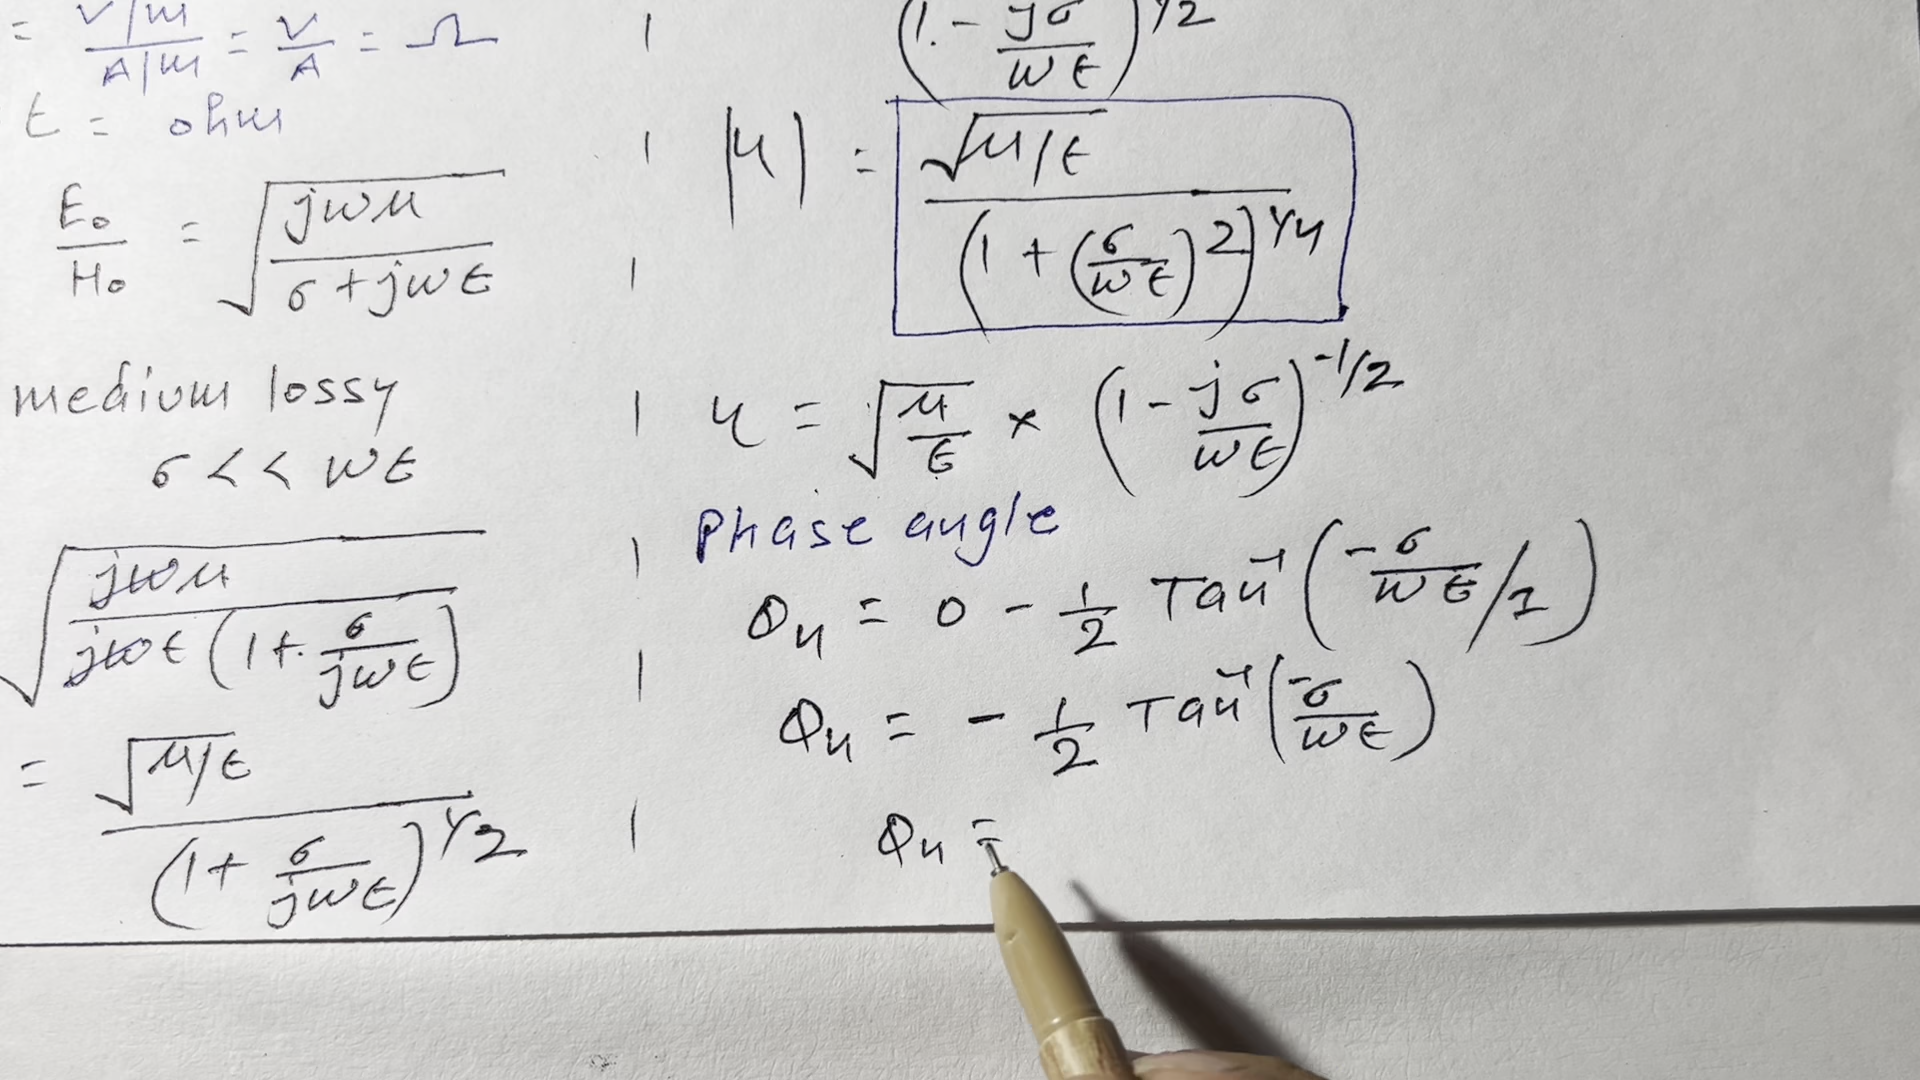 = V/m / A/m = V/A = Ω
t = ohm
E₀/H₀ = √(jωμ / σ+jωϵ)
medium lossy
σ << ωϵ
√(jωμ / jωϵ(1+σ/jωϵ))
= √μ/ϵ / (1+σ/jωϵ)^1/2
(1-jσ/ωϵ)^1/2
|η| = √μ/ϵ / (1+(σ/ωϵ)2)^1/4
η = √μ/ϵ × (1-jσ/ωϵ)^-1/2
Phase angle
θη = 0 - 1/2 Tan⁻¹(-σ/ωϵ/1)
θη = - 1/2 Tan⁻¹(-σ/ωϵ)
θη =